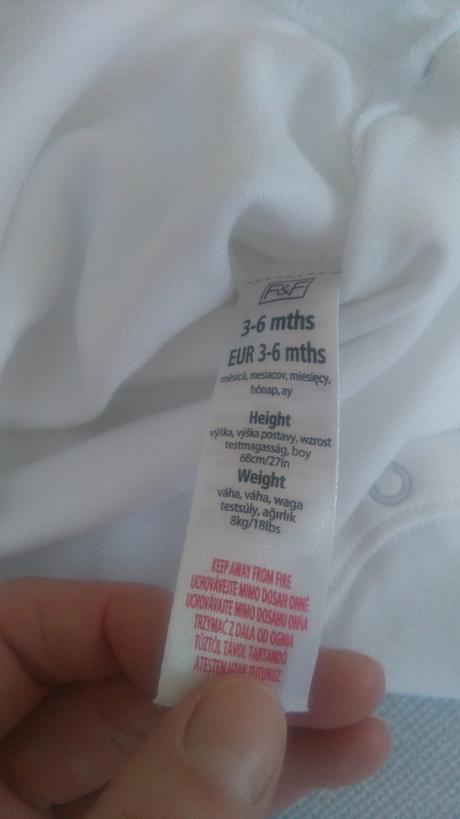 F&F
3-6 mths
EUR 3-6 mths
měsíců, mesiacov, miesięcy,
hónap, ay
Height
výška, výška postavy, wzrost
testmagasság, boy
68cm/27in
Weight
váha, váha, waga
testsúly, ağırlık
8kg/18lbs
KEEP AWAY FROM FIRE
UCHOVÁVEJTE MIMO DOSAH OHNĚ
UCHOVÁVAJTE MIMO DOSAHU OHŇA
TRZYMAĆ Z DALA OD OGNIA
TŰZTŐL TÁVOL TARTANDÓ
ATEŞTEN UZAK TUTUNUZ